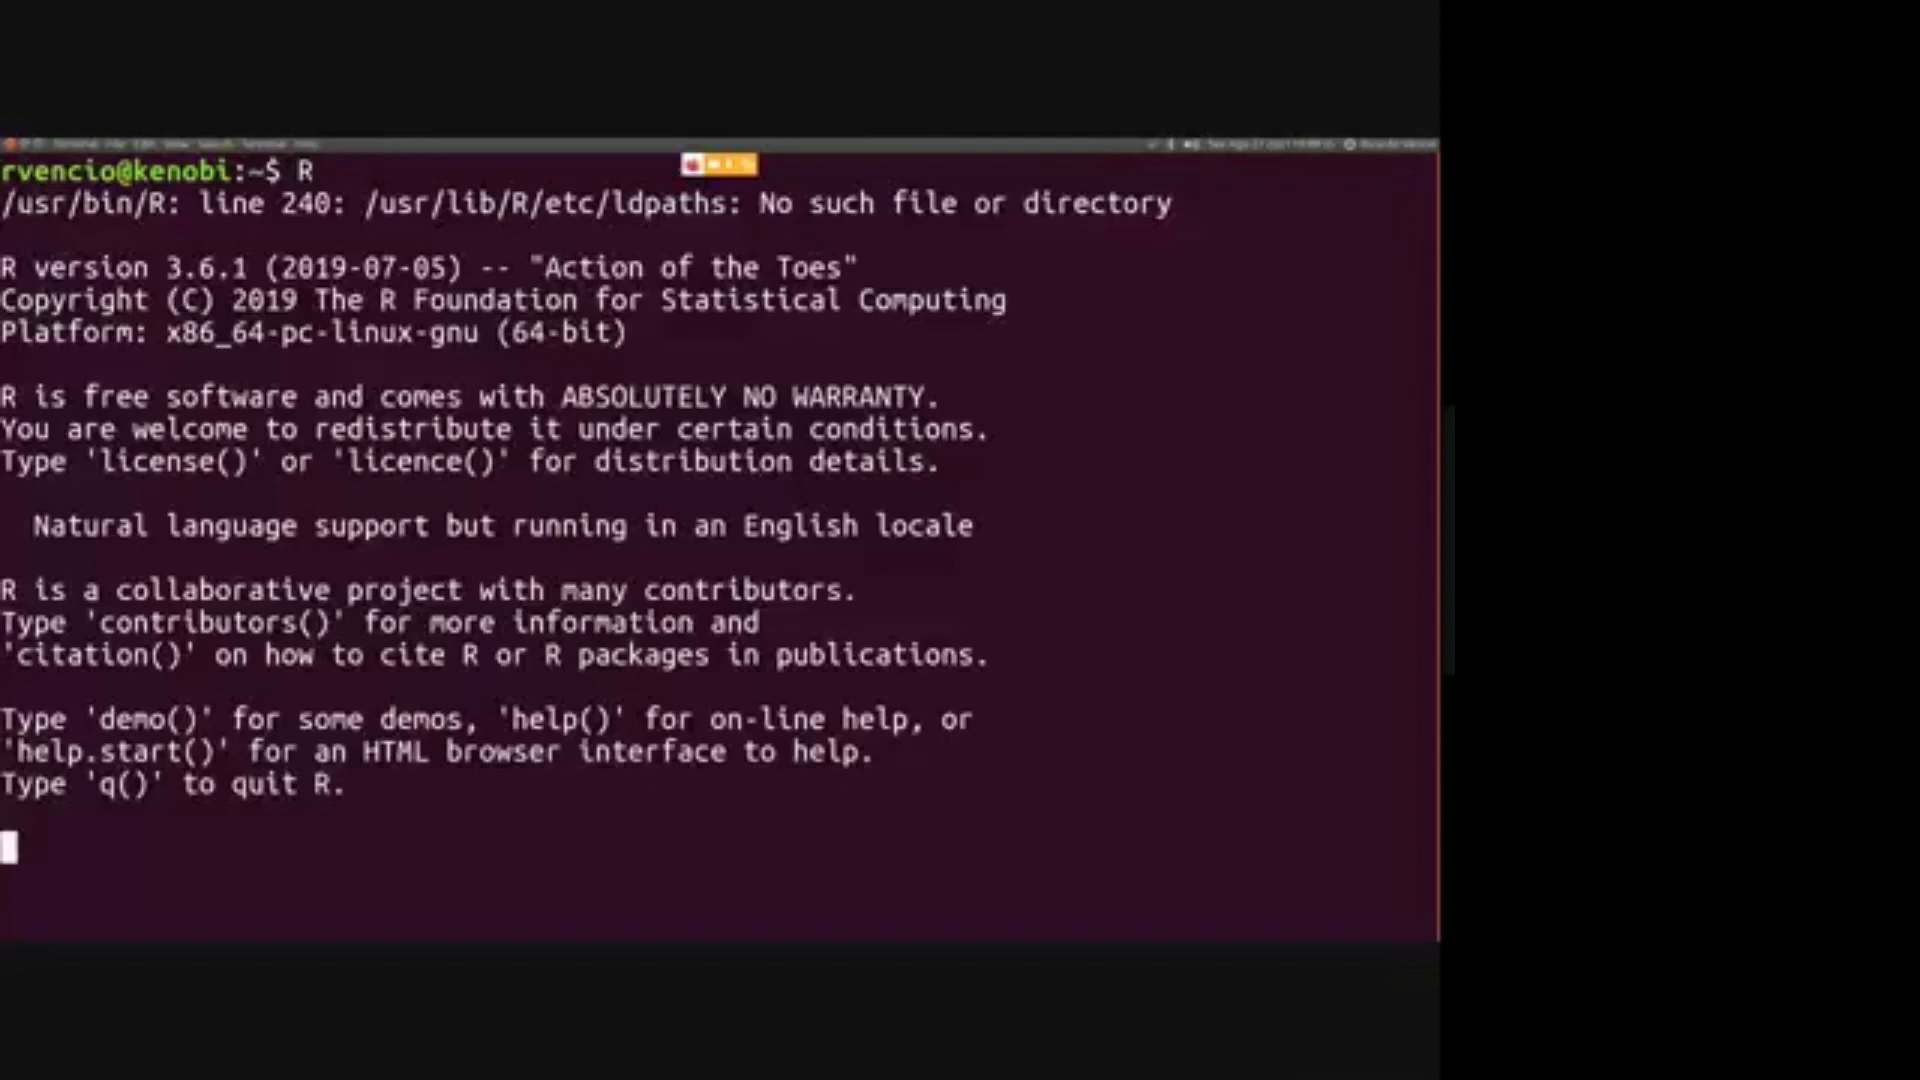 rvencio@kenobi:~$ R
/usr/bin/R: line 240: /usr/lib/R/etc/ldpaths: No such file or directory
R version 3.6.1 (2019-07-05) -- "Action of the Toes"
Copyright (C) 2019 The R Foundation for Statistical Computing
Platform: x86_64-pc-linux-gnu (64-bit)
R is free software and comes with ABSOLUTELY NO WARRANTY.
You are welcome to redistribute it under certain conditions.
Type 'license()' or 'licence()' for distribution details.
Natural language support but running in an English locale
R is a collaborative project with many contributors.
Type 'contributors()' for more information and
'citation()' on how to cite R or R packages in publications.
Type 'demo()' for some demos, 'help()' for on-line help, or
'help.start()' for an HTML browser interface to help.
Type 'q()' to quit R.